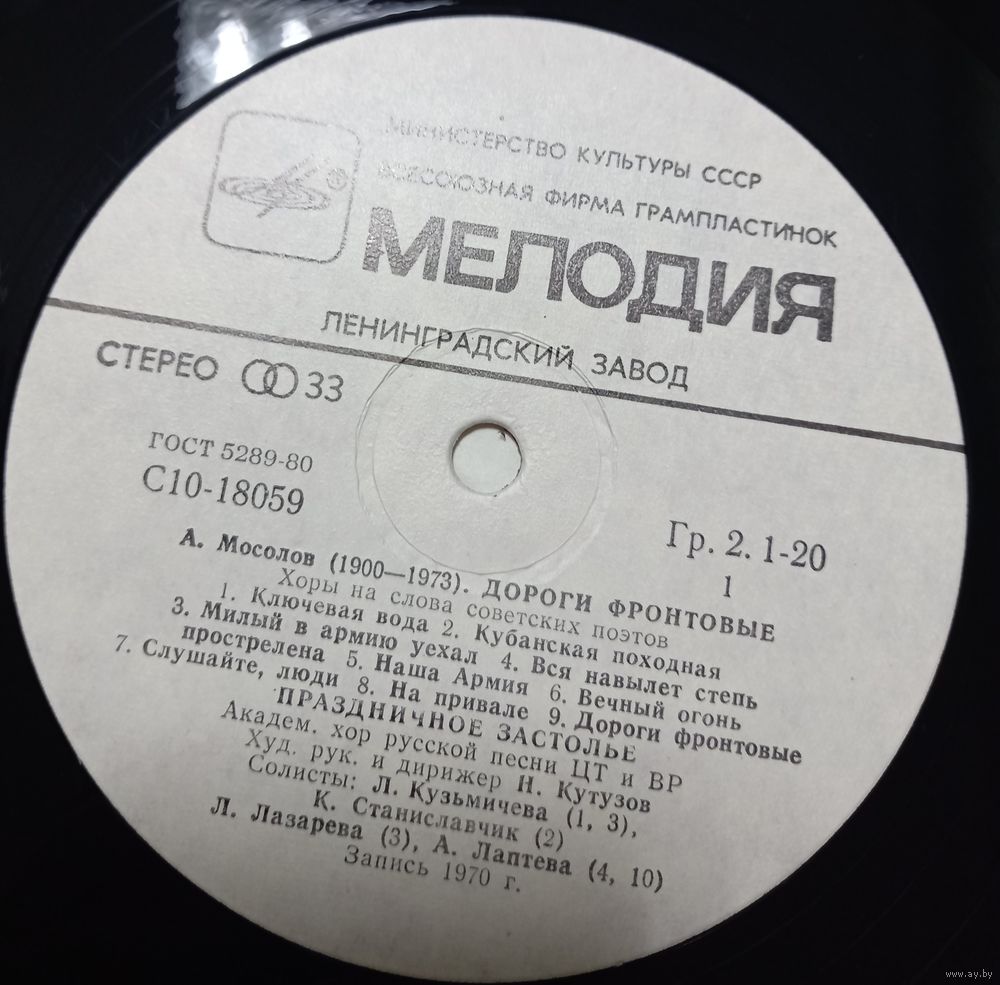 МИНИСТЕРСТВО КУЛЬТУРЫ СССР
ВСЕСОЮЗНАЯ ФИРМА ГРАМПЛАСТИНОК
МЕЛОДИЯ
®
ЛЕНИНГРАДСКИЙ ЗАВОД
СТЕРЕО 33
ГОСТ 5289-80
С10-18059
Гр. 2. 1-20
1
А. Мосолов (1900—1973). ДОРОГИ ФРОНТОВЫЕ
Хоры на слова советских поэтов
1. Ключевая вода 2. Кубанская походная
3. Милый в армию уехал 4. Вся навылет степь
прострелена 5. Наша Армия 6. Вечный огонь
7. Слушайте, люди 8. На привале 9. Дороги фронтовые
ПРАЗДНИЧНОЕ ЗАСТОЛЬЕ
Академ. хор русской песни ЦТ и ВР
Худ. рук. и дирижер Н. Кутузов
Солисты: Л. Кузьмичева (1, 3),
К. Станиславчик (2)
Л. Лазарева (3), А. Лаптева (4, 10)
Запись 1970 г.
www.ay.by